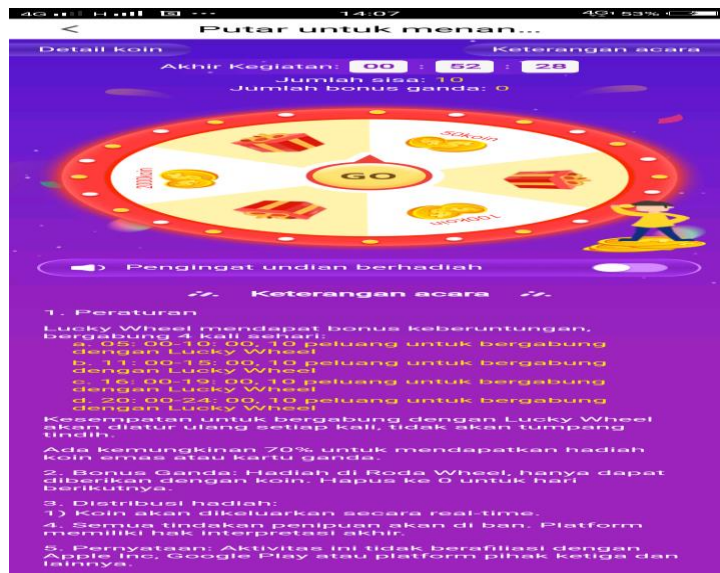 4G H ··· 14:07 4G 53%
< Putar untuk menan...
Detail koin Keterangan acara
Akhir Kegiatan: 00 : 52 : 28
Jumlah sisa: 10
Jumlah bonus ganda: 0
50koin
2000koin
GO
100koin
Pengingat undian berhadiah
Keterangan acara
1. Peraturan
Lucky Wheel mendapat bonus keberuntungan,
bergabung 4 kali sehari:
a. 05: 00-10: 00, 10 peluang untuk bergabung
dengan Lucky Wheel
b. 11: 00-15: 00, 10 peluang untuk bergabung
dengan Lucky Wheel
c. 16: 00-19: 00, 10 peluang untuk bergabung
dengan Lucky Wheel
d. 20: 00-24: 00, 10 peluang untuk bergabung
dengan Lucky Wheel
Kesempatan untuk bergabung dengan Lucky Wheel
akan diatur ulang setiap kali, tidak akan tumpang
tindih.
Ada kemungkinan 70% untuk mendapatkan hadiah
koin emas atau kartu ganda.
2. Bonus Ganda: Hadiah di Roda Wheel, hanya dapat
diberikan dengan koin. Hapus ke 0 untuk hari
berikutnya.
3. Distribusi hadiah:
1) Koin akan dikeluarkan secara real-time.
4. Semua tindakan penipuan akan di ban. Platform
memiliki hak interpretasi akhir.
5. Pernyataan: Aktivitas ini tidak berafiliasi dengan
Apple Inc, Google Play atau platform pihak ketiga dan
lainnya.